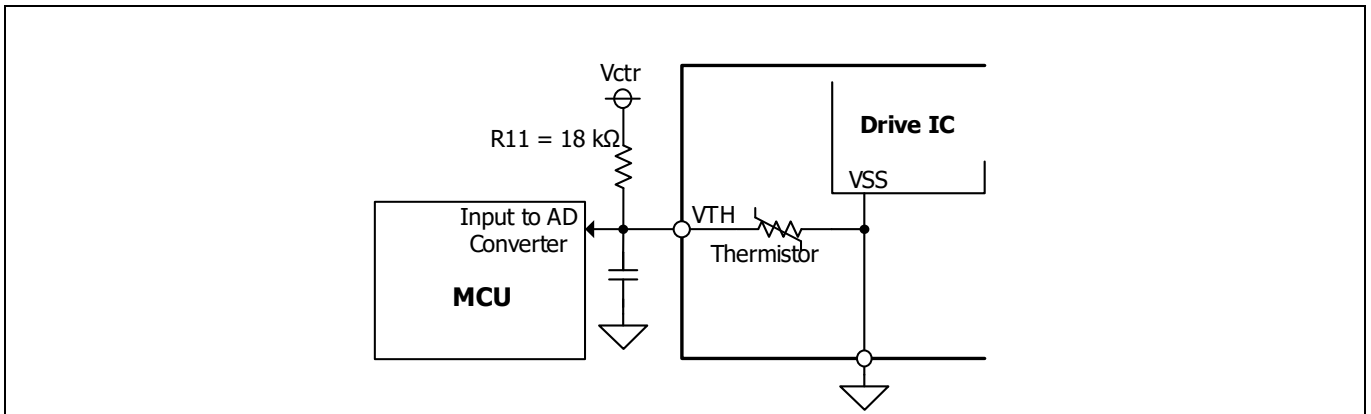 Vctr
Drive IC
R11 = 18 kΩ
VSS
Input to AD
Converter
VTH
Thermistor
MCU